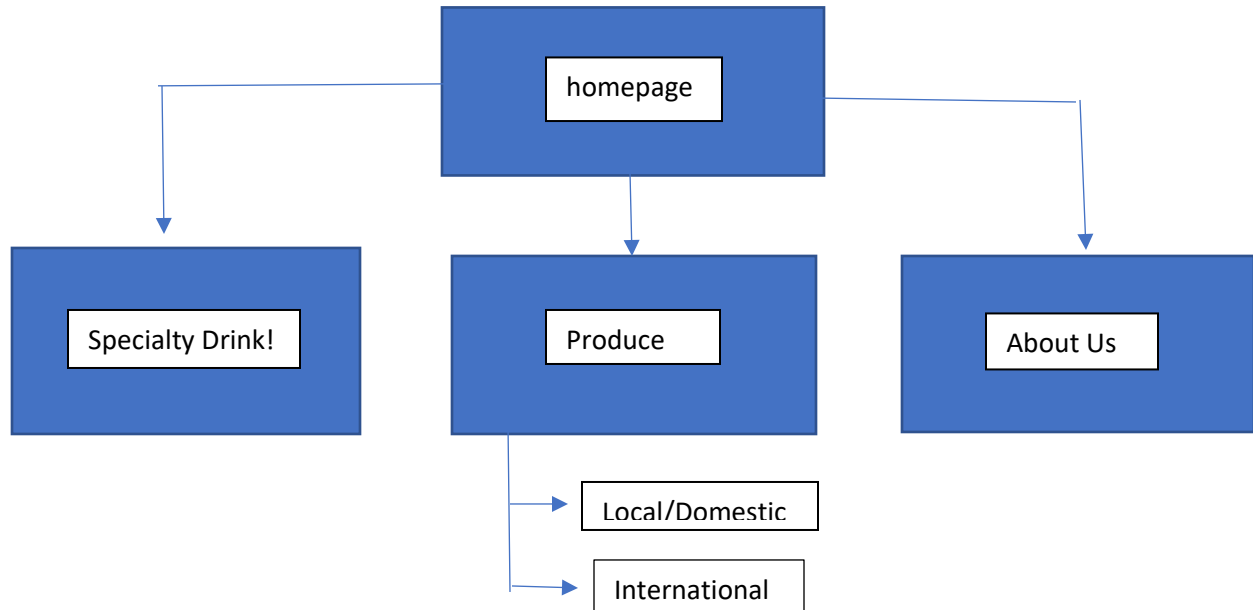 homepage
Specialty Drink!
Produce
About Us
Local/Domestic
International